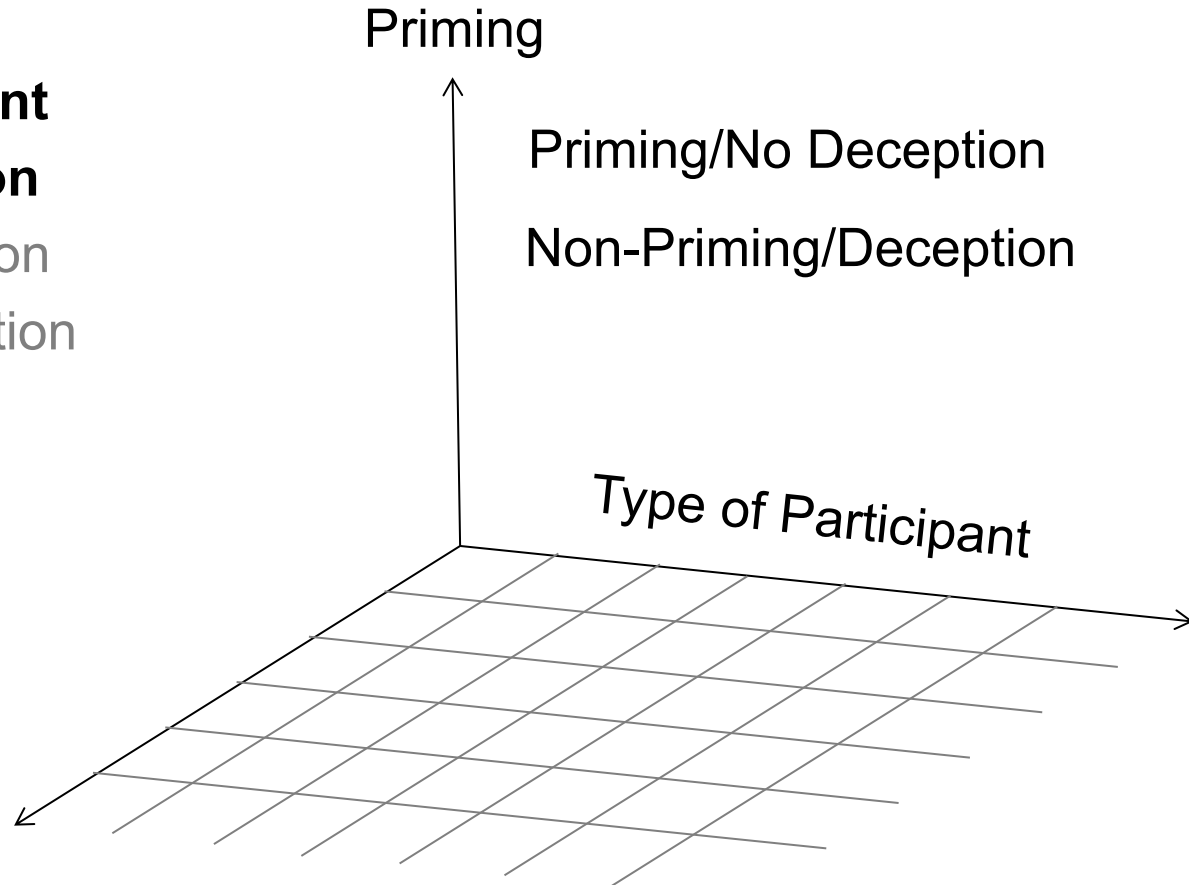 Priming
nt
on
on
tion
Priming/No Deception
Non-Priming/Deception
Type of Participant